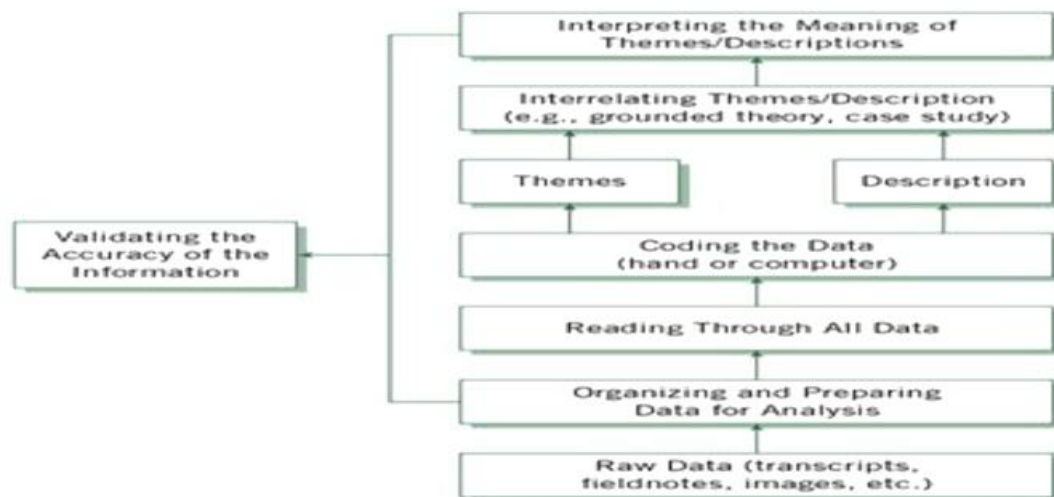 Interpreting the Meaning of
Themes/Descriptions
Interrelating Themes/Description
(e.g., grounded theory, case study)
Themes
Description
Validating the
Accuracy of the
Information
Coding the Data
(hand or computer)
Reading Through All Data
Organizing and Preparing
Data for Analysis
Raw Data (transcripts,
fieldnotes, images, etc.)